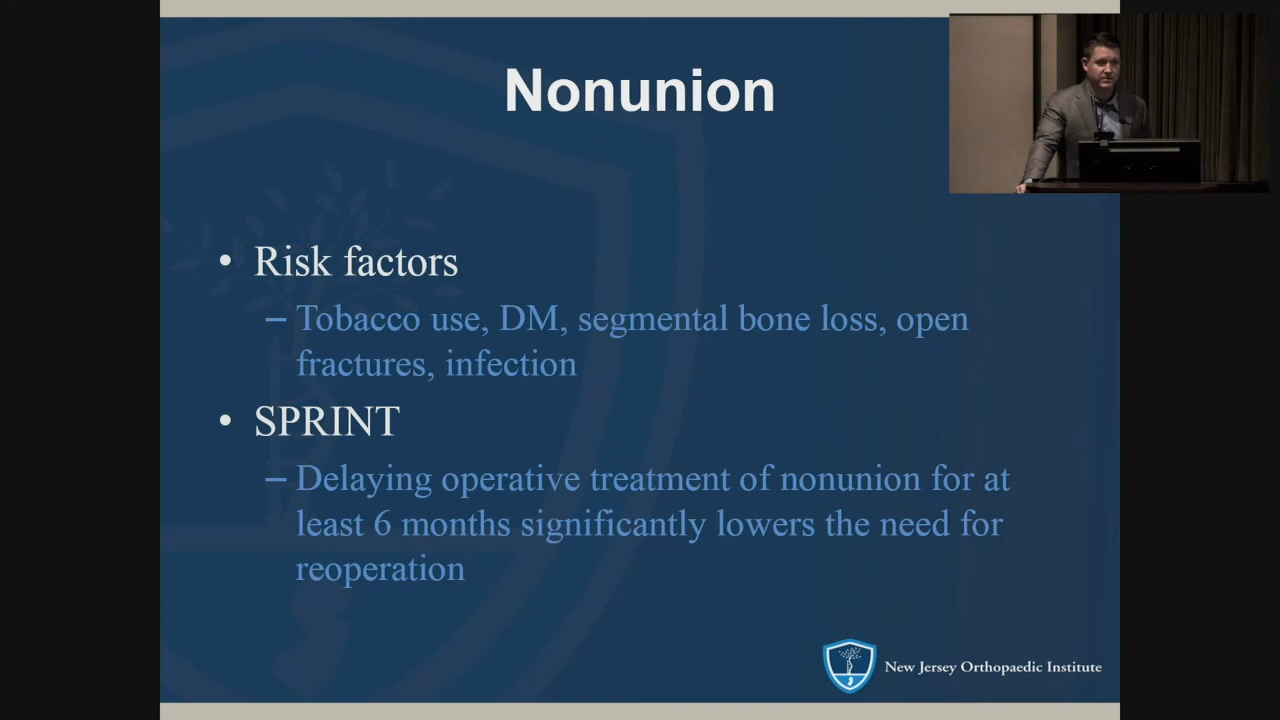 Nonunion
• Risk factors
– Tobacco use, DM, segmental bone loss, open
fractures, infection
• SPRINT
– Delaying operative treatment of nonunion for at
least 6 months significantly lowers the need for
reoperation
New Jersey Orthopaedic Institute